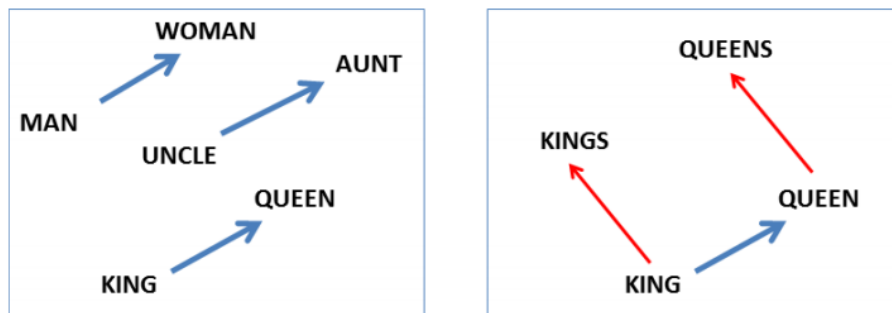 WOMAN
AUNT
MAN
UNCLE
QUEEN
KING
QUEENS
KINGS
QUEEN
KING